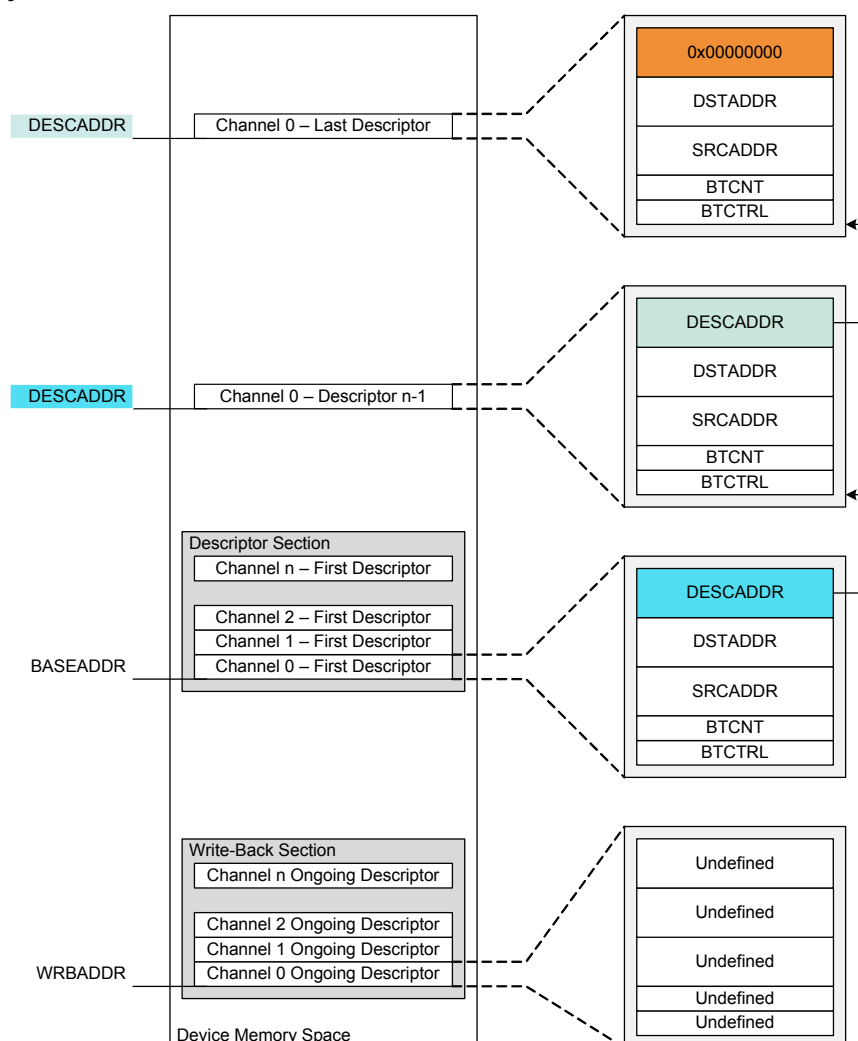 0x00000000
DESCADDR
Channel 0 – Last Descriptor
DSTADDR
SRCADDR
BTCNT
BTCTRL
DESCADDR
DESCADDR
Channel 0 – Descriptor n-1
DSTADDR
SRCADDR
BTCNT
BTCTRL
Descriptor Section
Channel n – First Descriptor
Channel 2 – First Descriptor
Channel 1 – First Descriptor
BASEADDR
Channel 0 – First Descriptor
DESCADDR
DSTADDR
SRCADDR
BTCNT
BTCTRL
Write-Back Section
Channel n Ongoing Descriptor
Channel 2 Ongoing Descriptor
Channel 1 Ongoing Descriptor
WRBADDR
Channel 0 Ongoing Descriptor
Undefined
Undefined
Undefined
Undefined
Undefined
Device Memory Space